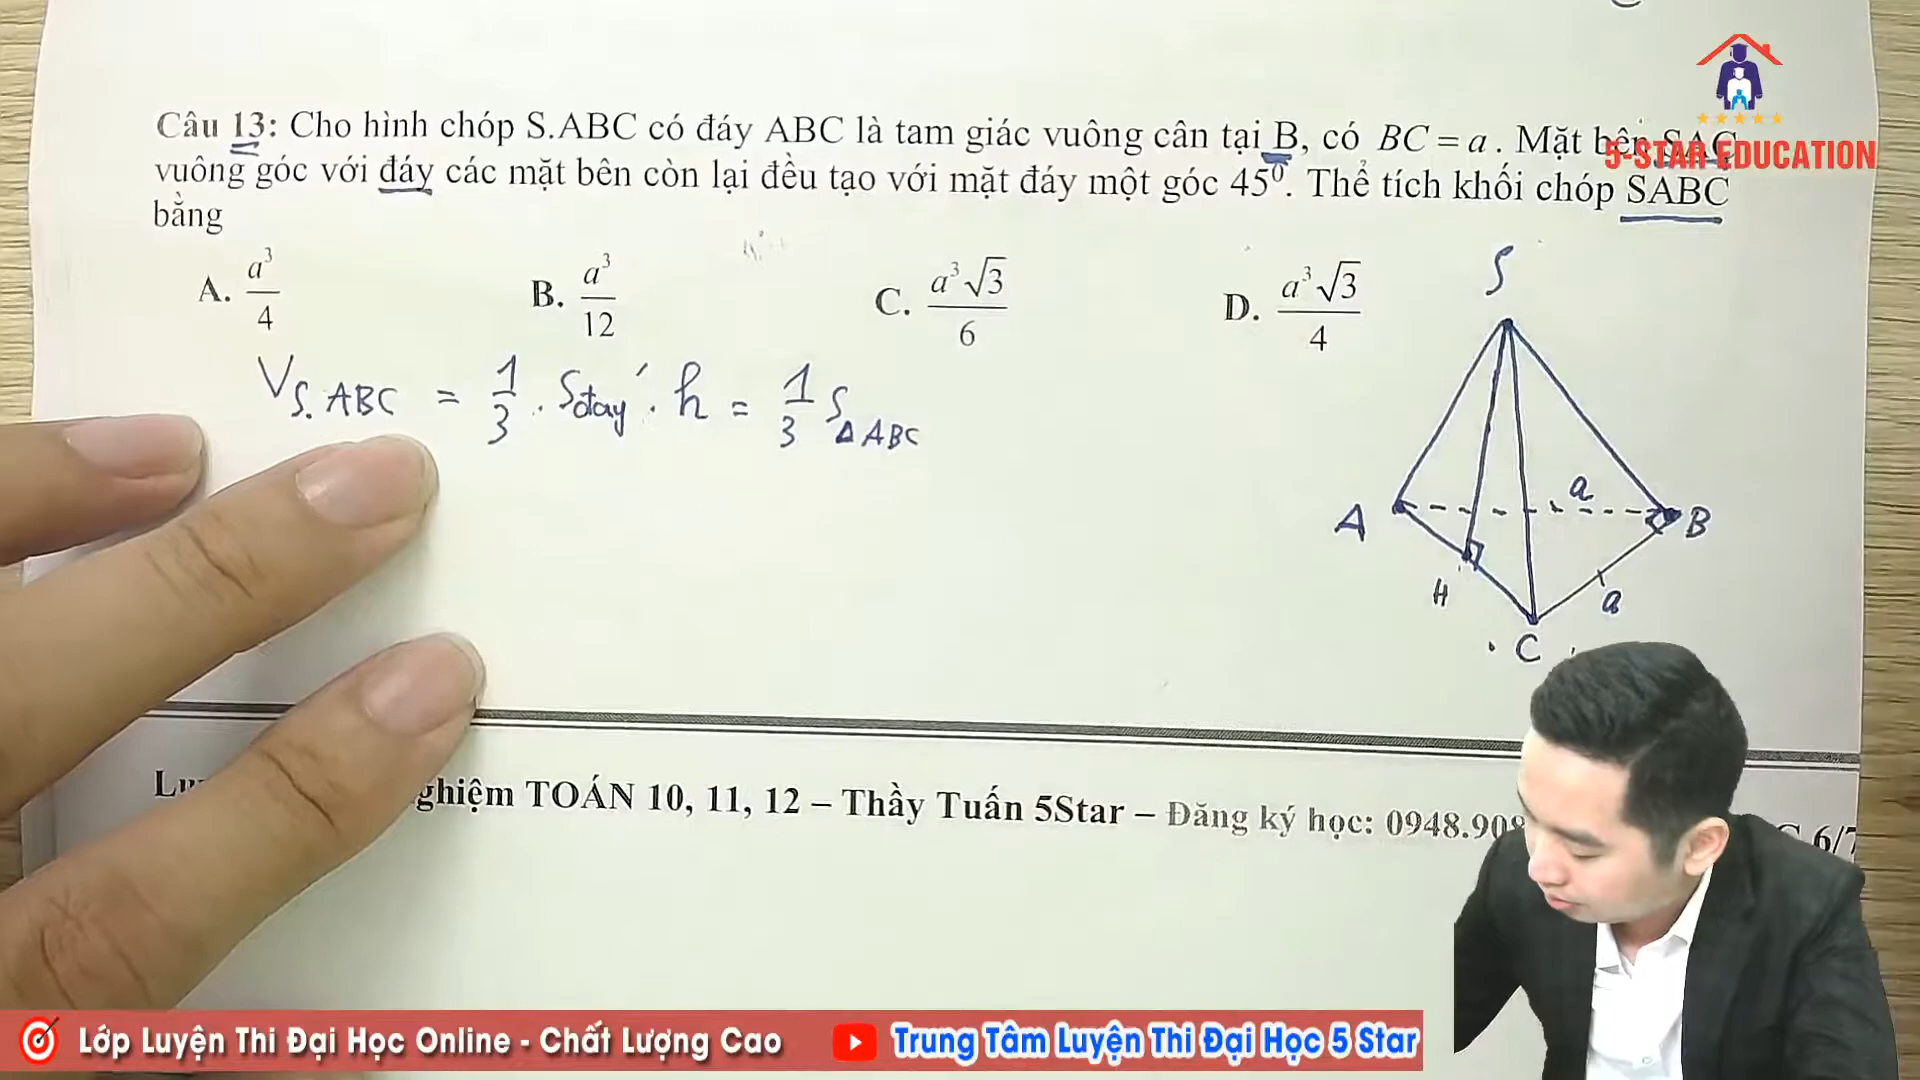 Câu 13: Cho hình chóp S.ABC có đáy ABC là tam giác vuông cân tại B, có BC = a. Mặt bên SAC
5-STAR EDUCATION
vuông góc với đáy các mặt bên còn lại đều tạo với mặt đáy một góc 45⁰. Thể tích khối chóp SABC
bằng
A. a³/4 B. a³/12 C. a³√3/6 D. a³√3/4
V S.ABC = 1/3 . Sđáy . h = 1/3 S ΔABC
S
A
a
B
H
a
C
ghiệm TOÁN 10, 11, 12 – Thầy Tuấn 5Star – Đăng ký học: 0948.90
6/7
Lớp Luyện Thi Đại Học Online - Chất Lượng Cao
Trung Tâm Luyện Thi Đại Học 5 Star